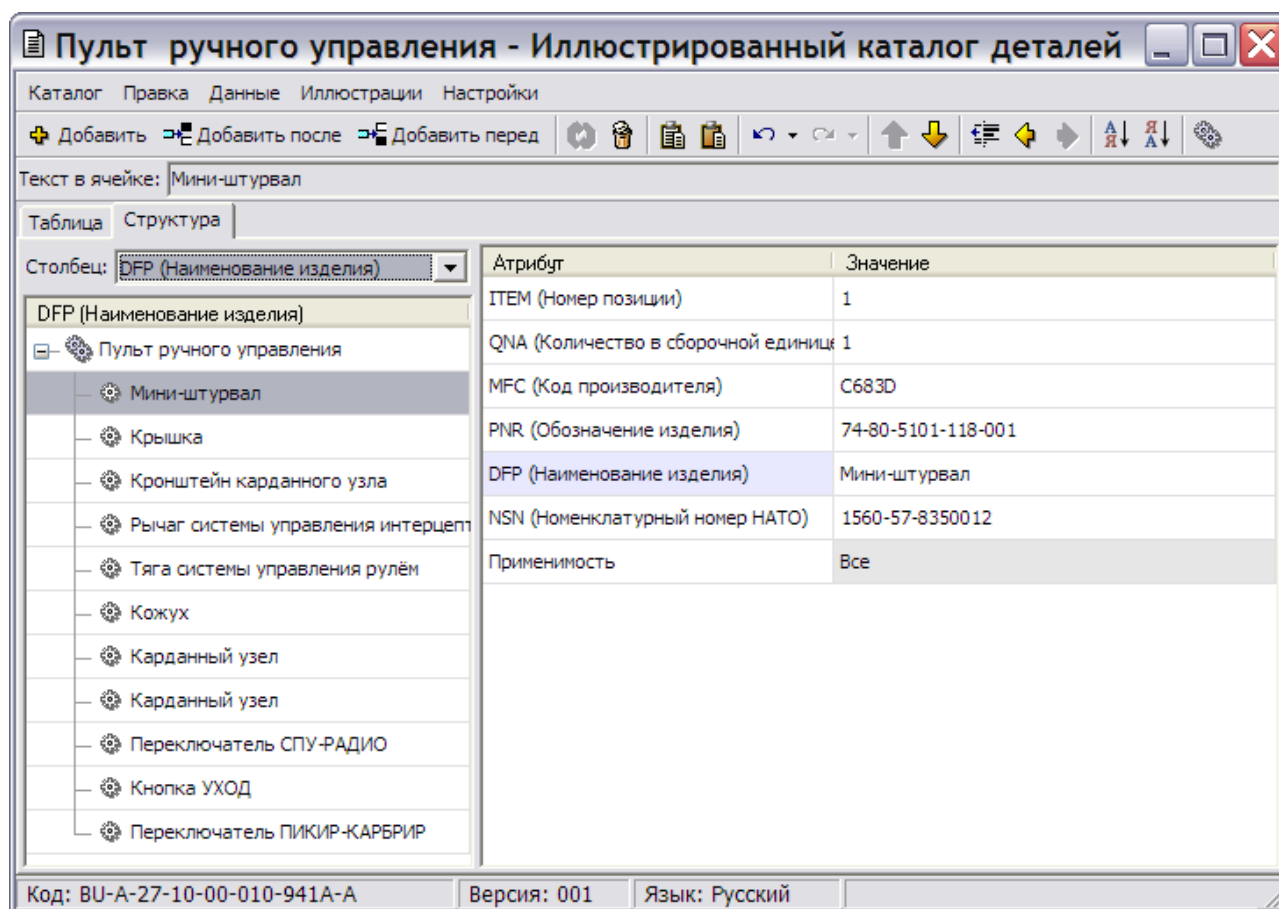 Пульт ручного управления - Иллюстрированный каталог деталей
Каталог Правка Данные Иллюстрации Настройки
Добавить Добавить после Добавить перед
Текст в ячейке: Мини-штурвал
Таблица Структура
Столбец: DFP (Наименование изделия)
DFP (Наименование изделия)
Пульт ручного управления
Мини-штурвал
Крышка
Кронштейн карданного узла
Рычаг системы управления интерцепт
Тяга системы управления рулём
Кожух
Карданный узел
Карданный узел
Переключатель СПУ-РАДИО
Кнопка УХОД
Переключатель ПИКИР-КАРБРИР
Атрибут Значение
ITEM (Номер позиции) 1
QNA (Количество в сборочной единице 1
MFC (Код производителя) C683D
PNR (Обозначение изделия) 74-80-5101-118-001
DFP (Наименование изделия) Мини-штурвал
NSN (Номенклатурный номер НАТО) 1560-57-8350012
Применимость Все
Код: BU-A-27-10-00-010-941A-A Версия: 001 Язык: Русский